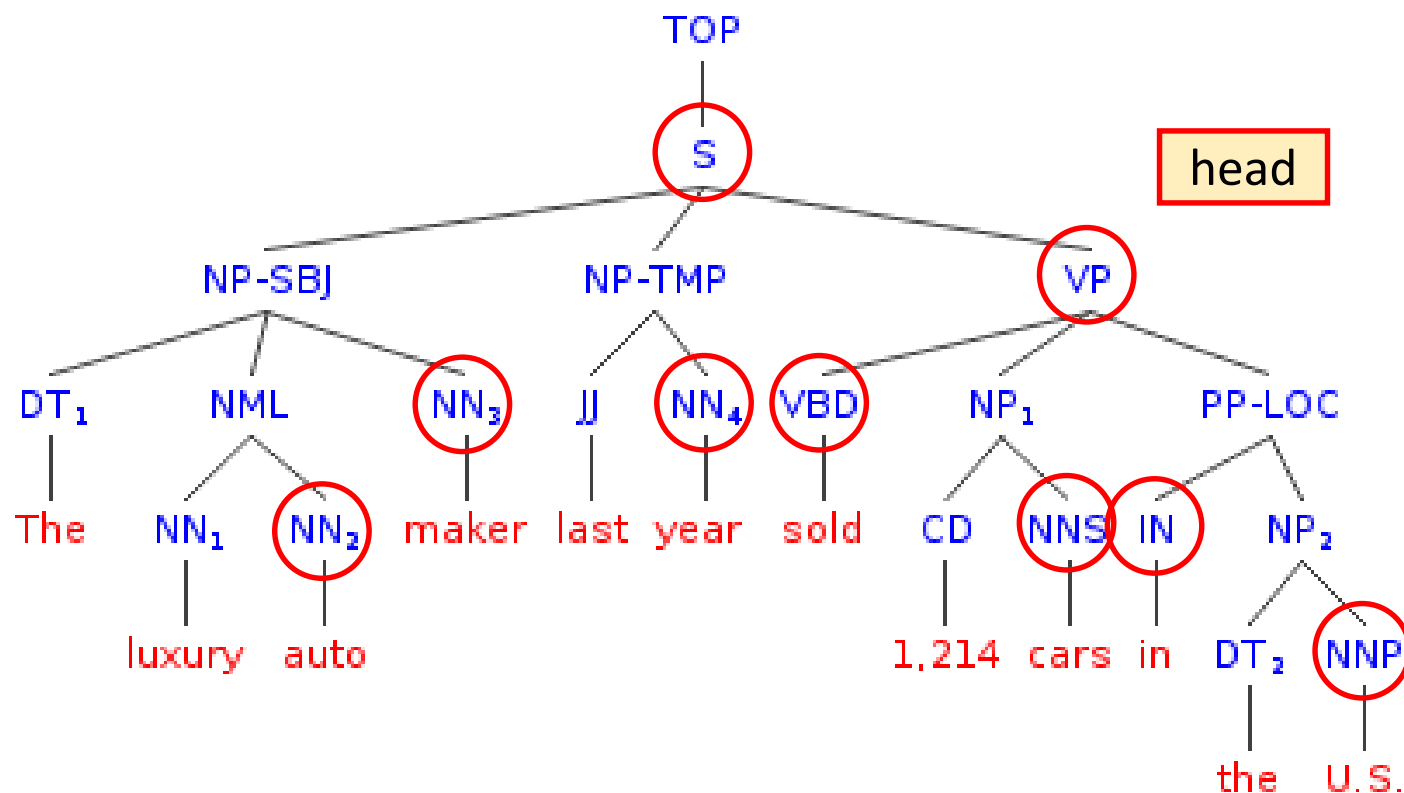 TOP
S
head
NP-SBJ NP-TMP VP
DT₁ NML NN₃ JJ NN₄ VBD NP₁ PP-LOC
The NN₁ NN₂ maker last year sold CD NNS IN NP₂
luxury auto 1,214 cars in DT₂ NNP
the U.S.